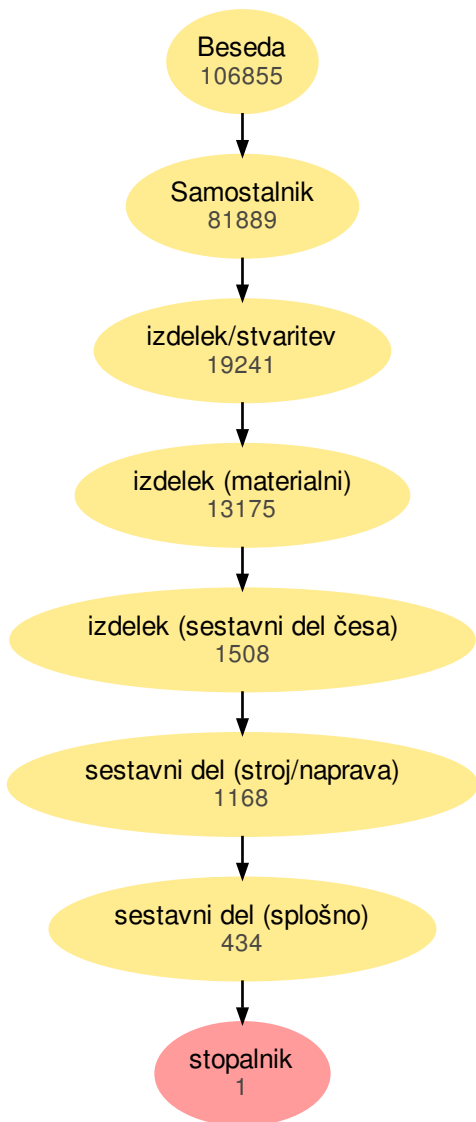 Beseda
106855
Samostalnik
81889
izdelek/stvaritev
19241
izdelek (materialni)
13175
izdelek (sestavni del česa)
1508
sestavni del (stroj/naprava)
1168
sestavni del (splošno)
434
stopalnik
1